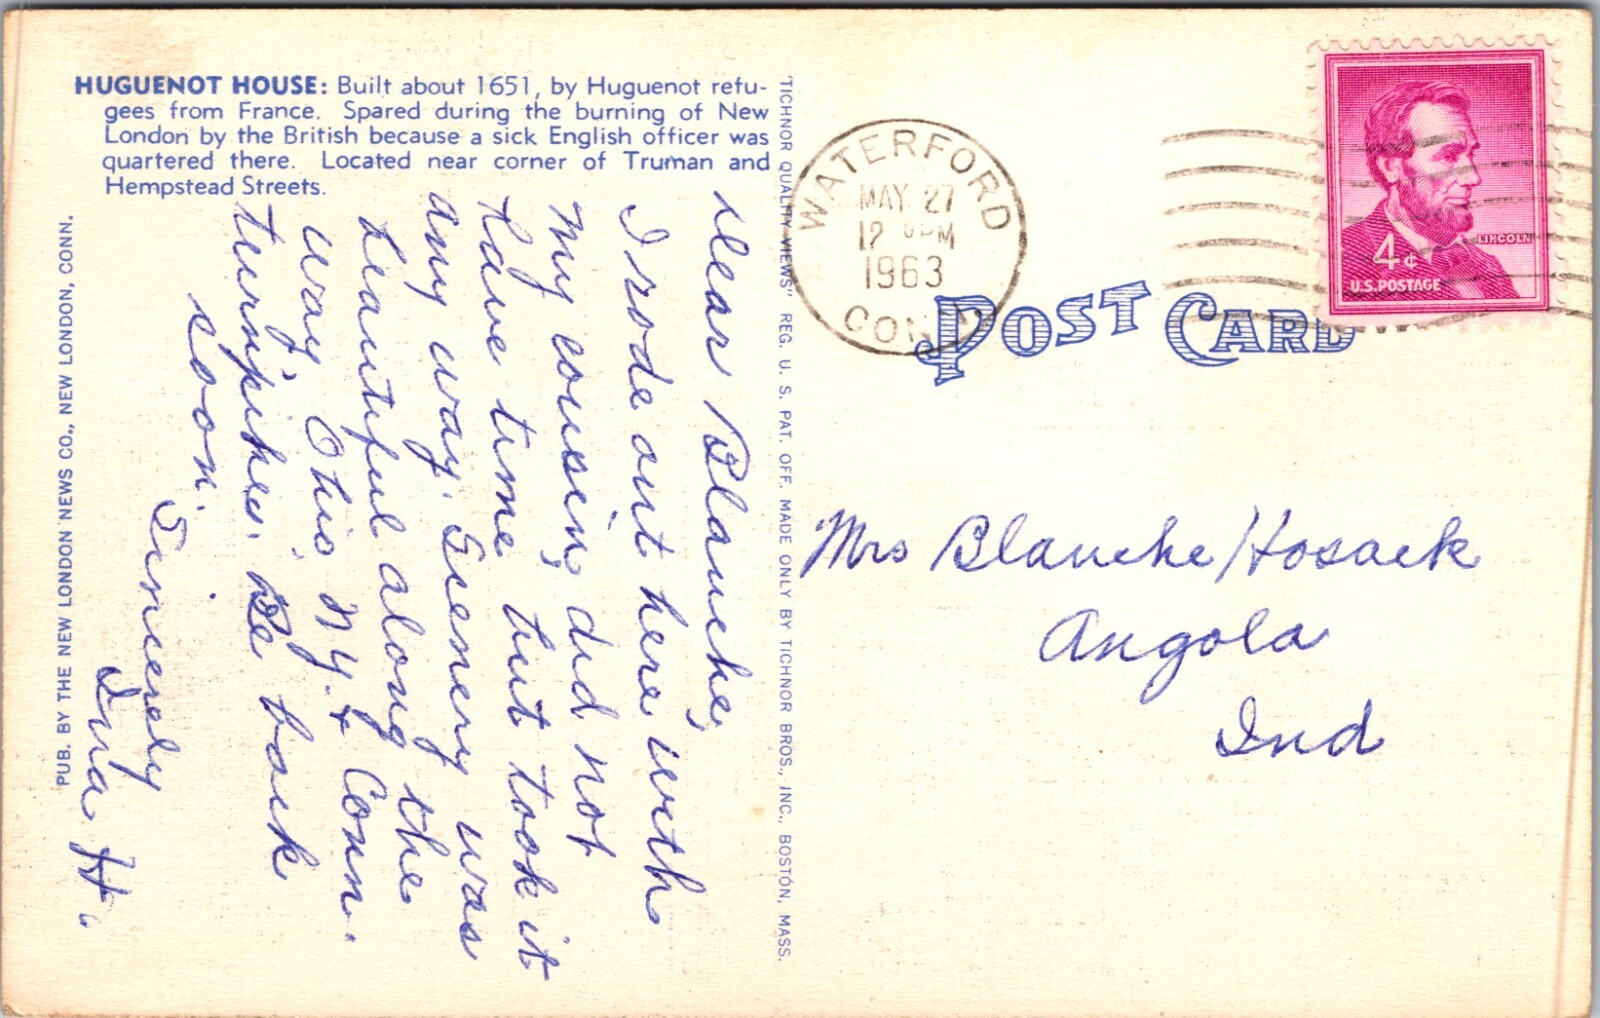 HUGUENOT HOUSE: Built about 1651, by Huguenot refu-
gees from France. Spared during the burning of New
London by the British because a sick English officer was
quartered there. Located near corner of Truman and
Hempstead Streets.
PUB. BY THE NEW LONDON NEWS CO., NEW LONDON, CONN.
Dear Blanche,
I rode out here with
my cousin, did not
have time but took it
any way. Scenery was
beautiful along the
way Ohio N.Y. & Conn.
turnpikes. Be back
soon.
Sincerely
Iva H.
"TICHNOR QUALITY VIEWS" REG. U. S. PAT. OFF. MADE ONLY BY TICHNOR BROS., INC., BOSTON, MASS.
WATERFORD
MAY 27
12 PM
1963
CONN
POST CARD
LINCOLN
4¢
U.S. POSTAGE
Mrs Blanche Hosack
Angola
Ind